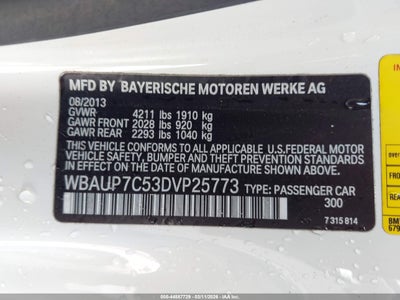 MFD BY BAYERISCHE MOTOREN WERKE AG
08/2013
GVWR 4211 lbs 1910 kg
GAWR FRONT 2028 lbs 920 kg
GAWR REAR 2293 lbs 1040 kg
THIS VEHICLE CONFORMS TO ALL APPLICABLE
U.S.FEDERAL MOTOR VEHICLE SAFETY,
BUMPER, AND THEFT PREVENTION STANDARDS IN
EFFECT ON THE DATE OF MANUFACTURE SHOWN ABOVE.
WBAUP7C53DVP25773 TYPE: PASSENGER CAR
300
7 315 814
FRON
REAR